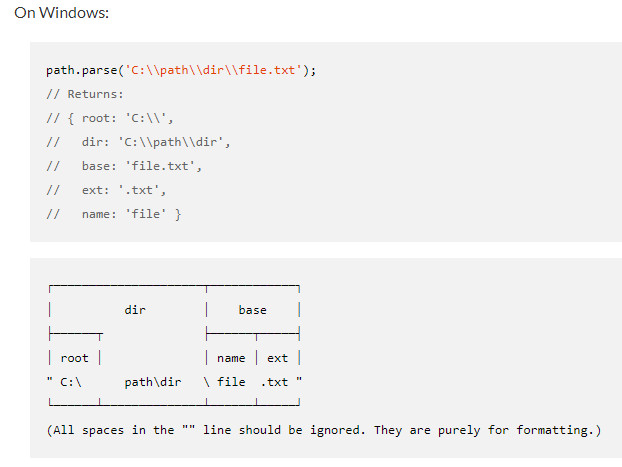 On Windows:
path.parse('C:\\path\\dir\\file.txt');
// Returns:
// { root: 'C:\\',
//   dir: 'C:\\path\\dir',
//   base: 'file.txt',
//   ext: '.txt',
//   name: 'file' }
┌─────────────────────┬────────────┐
│          dir        │    base    │
├──────┬              ├──────┬─────┤
│ root │              │ name │ ext │
" C:\      path\dir   \ file  .txt "
└──────┴──────────────┴──────┴─────┘
(All spaces in the "" line should be ignored. They are purely for formatting.)